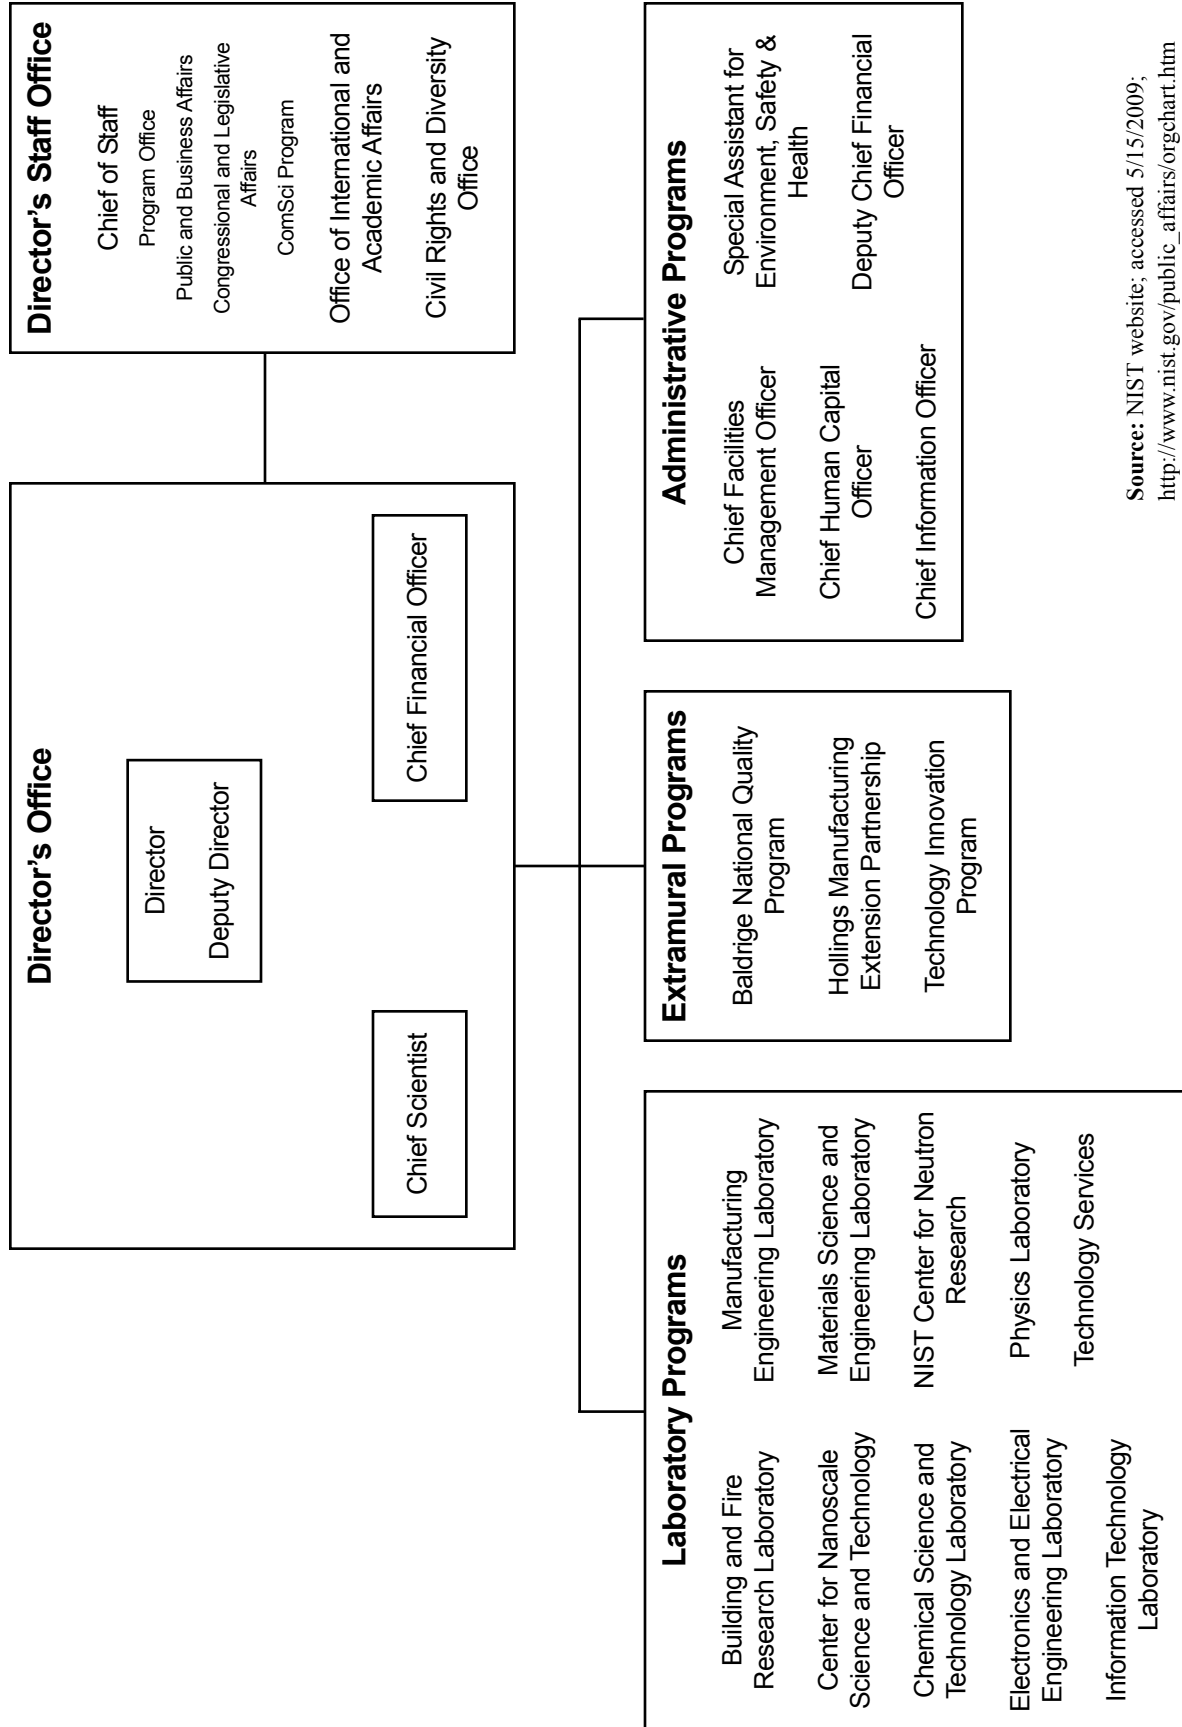 Director's Office
Director
Deputy Director
Chief Scientist
Chief Financial Officer
Director's Staff Office
Chief of Staff
Program Office
Public and Business Affairs
Congressional and Legislative
Affairs
ComSci Program
Office of International and
Academic Affairs
Civil Rights and Diversity
Office
Laboratory Programs
Building and Fire
Research Laboratory
Center for Nanoscale
Science and Technology
Chemical Science and
Technology Laboratory
Electronics and Electrical
Engineering Laboratory
Information Technology
Laboratory
Manufacturing
Engineering Laboratory
Materials Science and
Engineering Laboratory
NIST Center for Neutron
Research
Physics Laboratory
Technology Services
Extramural Programs
Baldrige National Quality
Program
Hollings Manufacturing
Extension Partnership
Technology Innovation
Program
Administrative Programs
Chief Facilities
Management Officer
Chief Human Capital
Officer
Chief Information Officer
Special Assistant for
Environment, Safety &
Health
Deputy Chief Financial
Officer
Source: NIST website; accessed 5/15/2009;
http://www.nist.gov/public_affairs/orgchart.htm